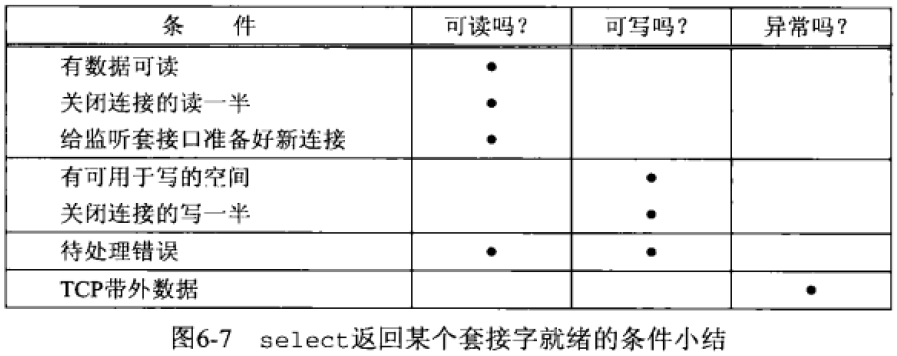 条 件 可读吗? 可写吗? 异常吗?
有数据可读 •
关闭连接的读一半 •
给监听套接口准备好新连接 •
有可用于写的空间 •
关闭连接的写一半 •
待处理错误 • •
TCP带外数据 •
图6-7 select返回某个套接字就绪的条件小结